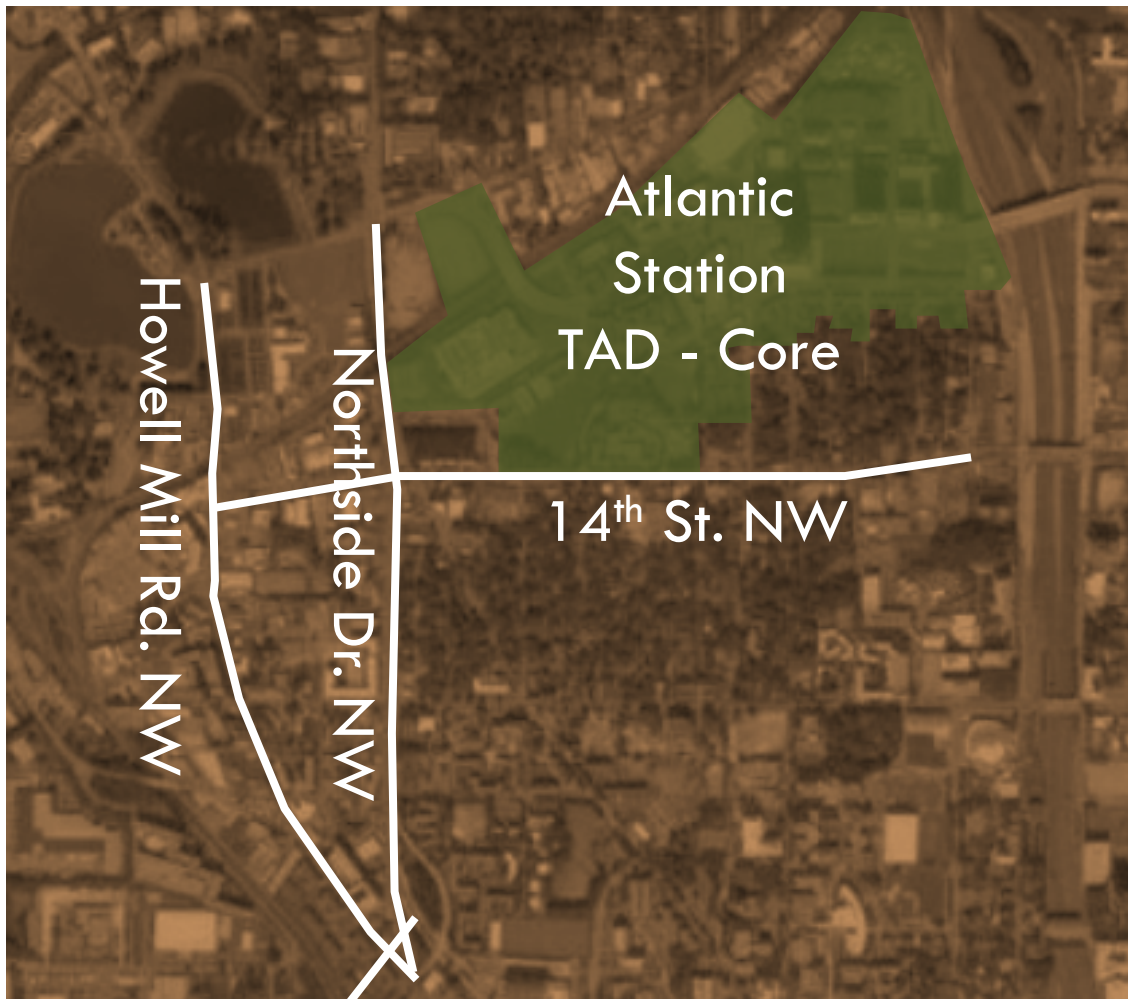 Atlantic
Station
TAD - Core
Howell Mill Rd. NW
Northside Dr. NW
14th St. NW